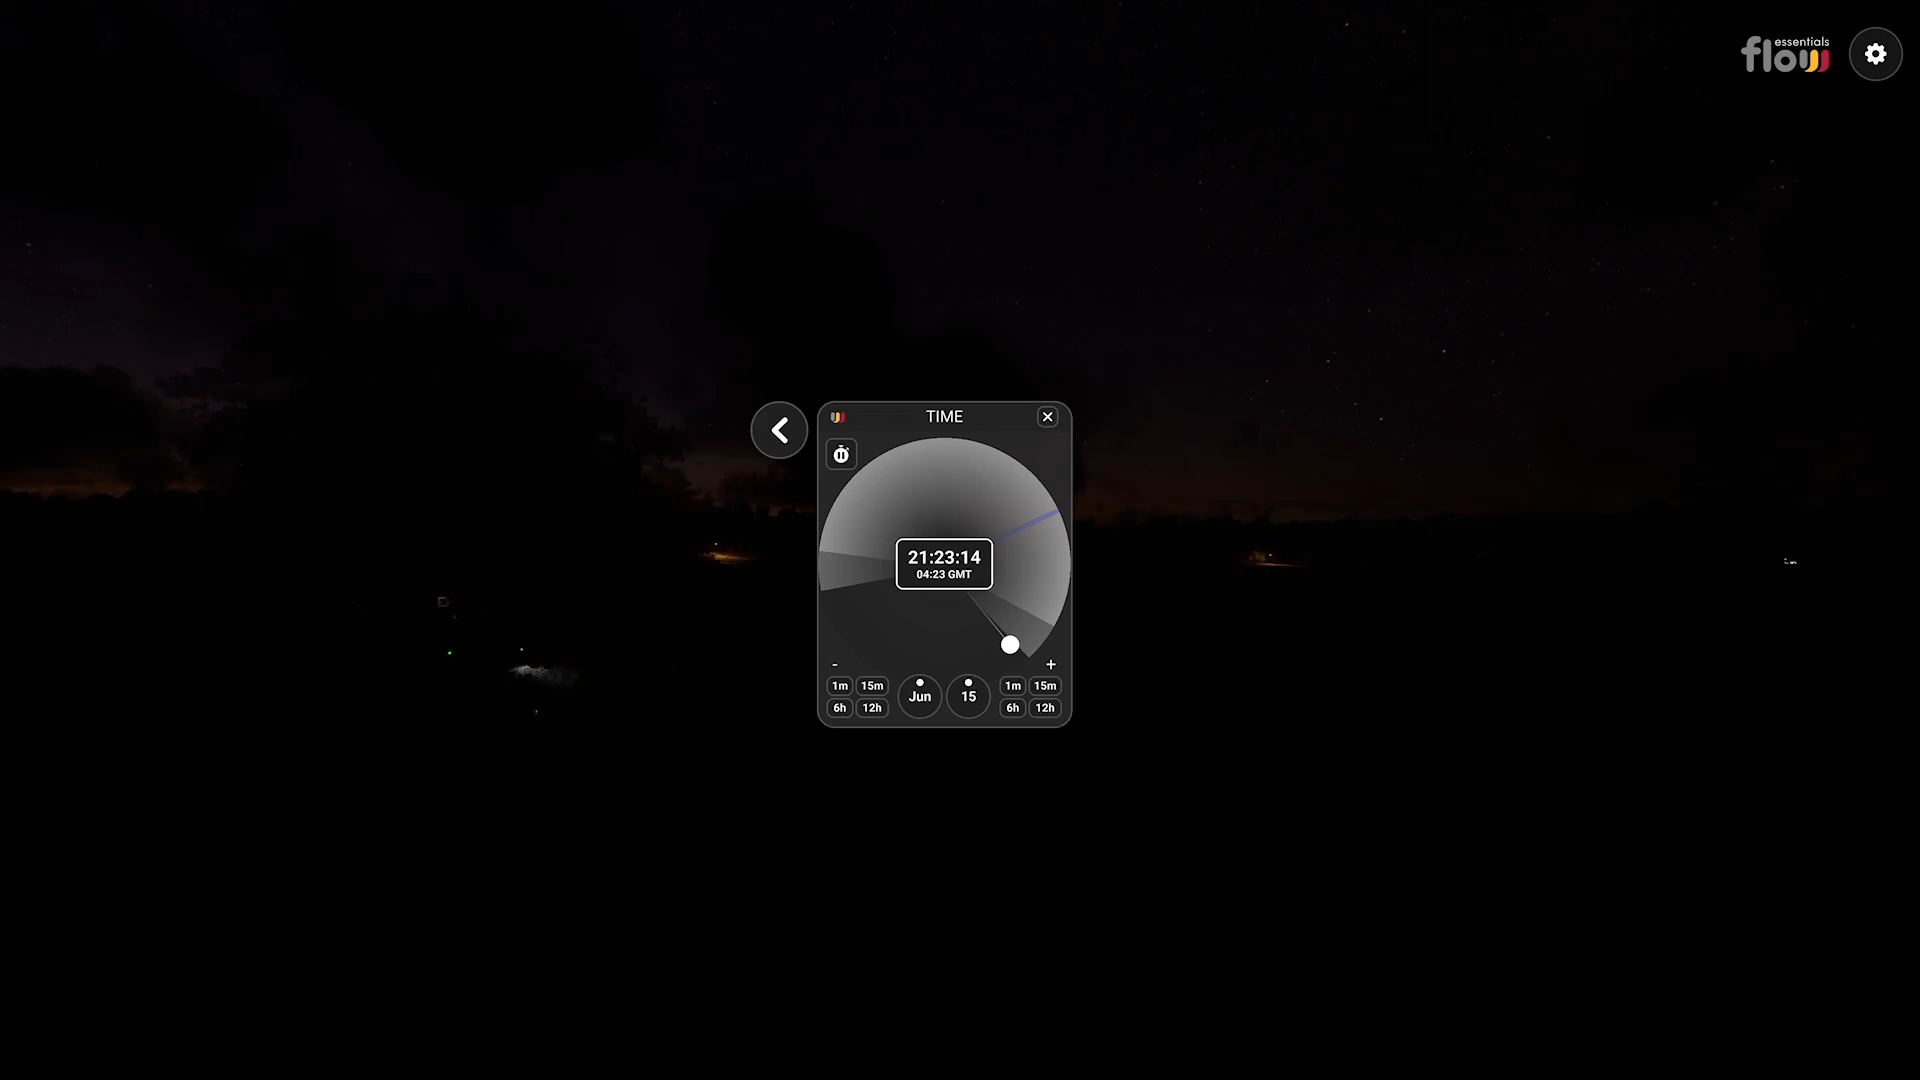 essentials
flow
TIME
21:23:14
04:23 GMT
- +
1m 15m Jun 15 1m 15m
6h 12h 6h 12h